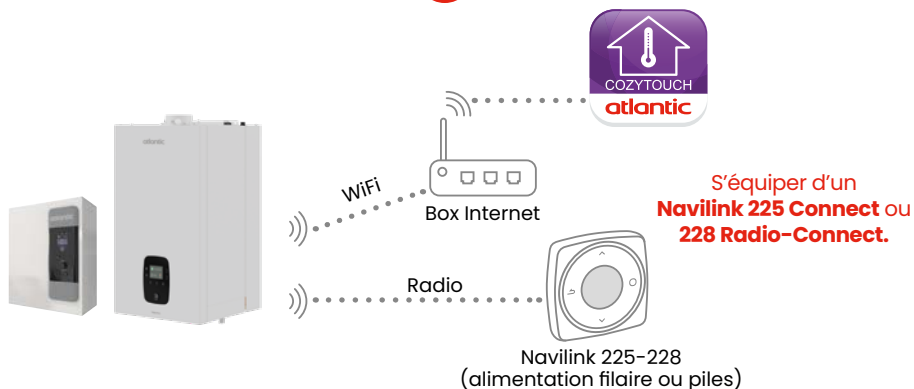 COZYTOUCH
atlantic
atlantic
WiFi
Box Internet
S'équiper d'un
Navilink 225 Connect ou
228 Radio-Connect.
Radio
Navilink 225-228
(alimentation filaire ou piles)